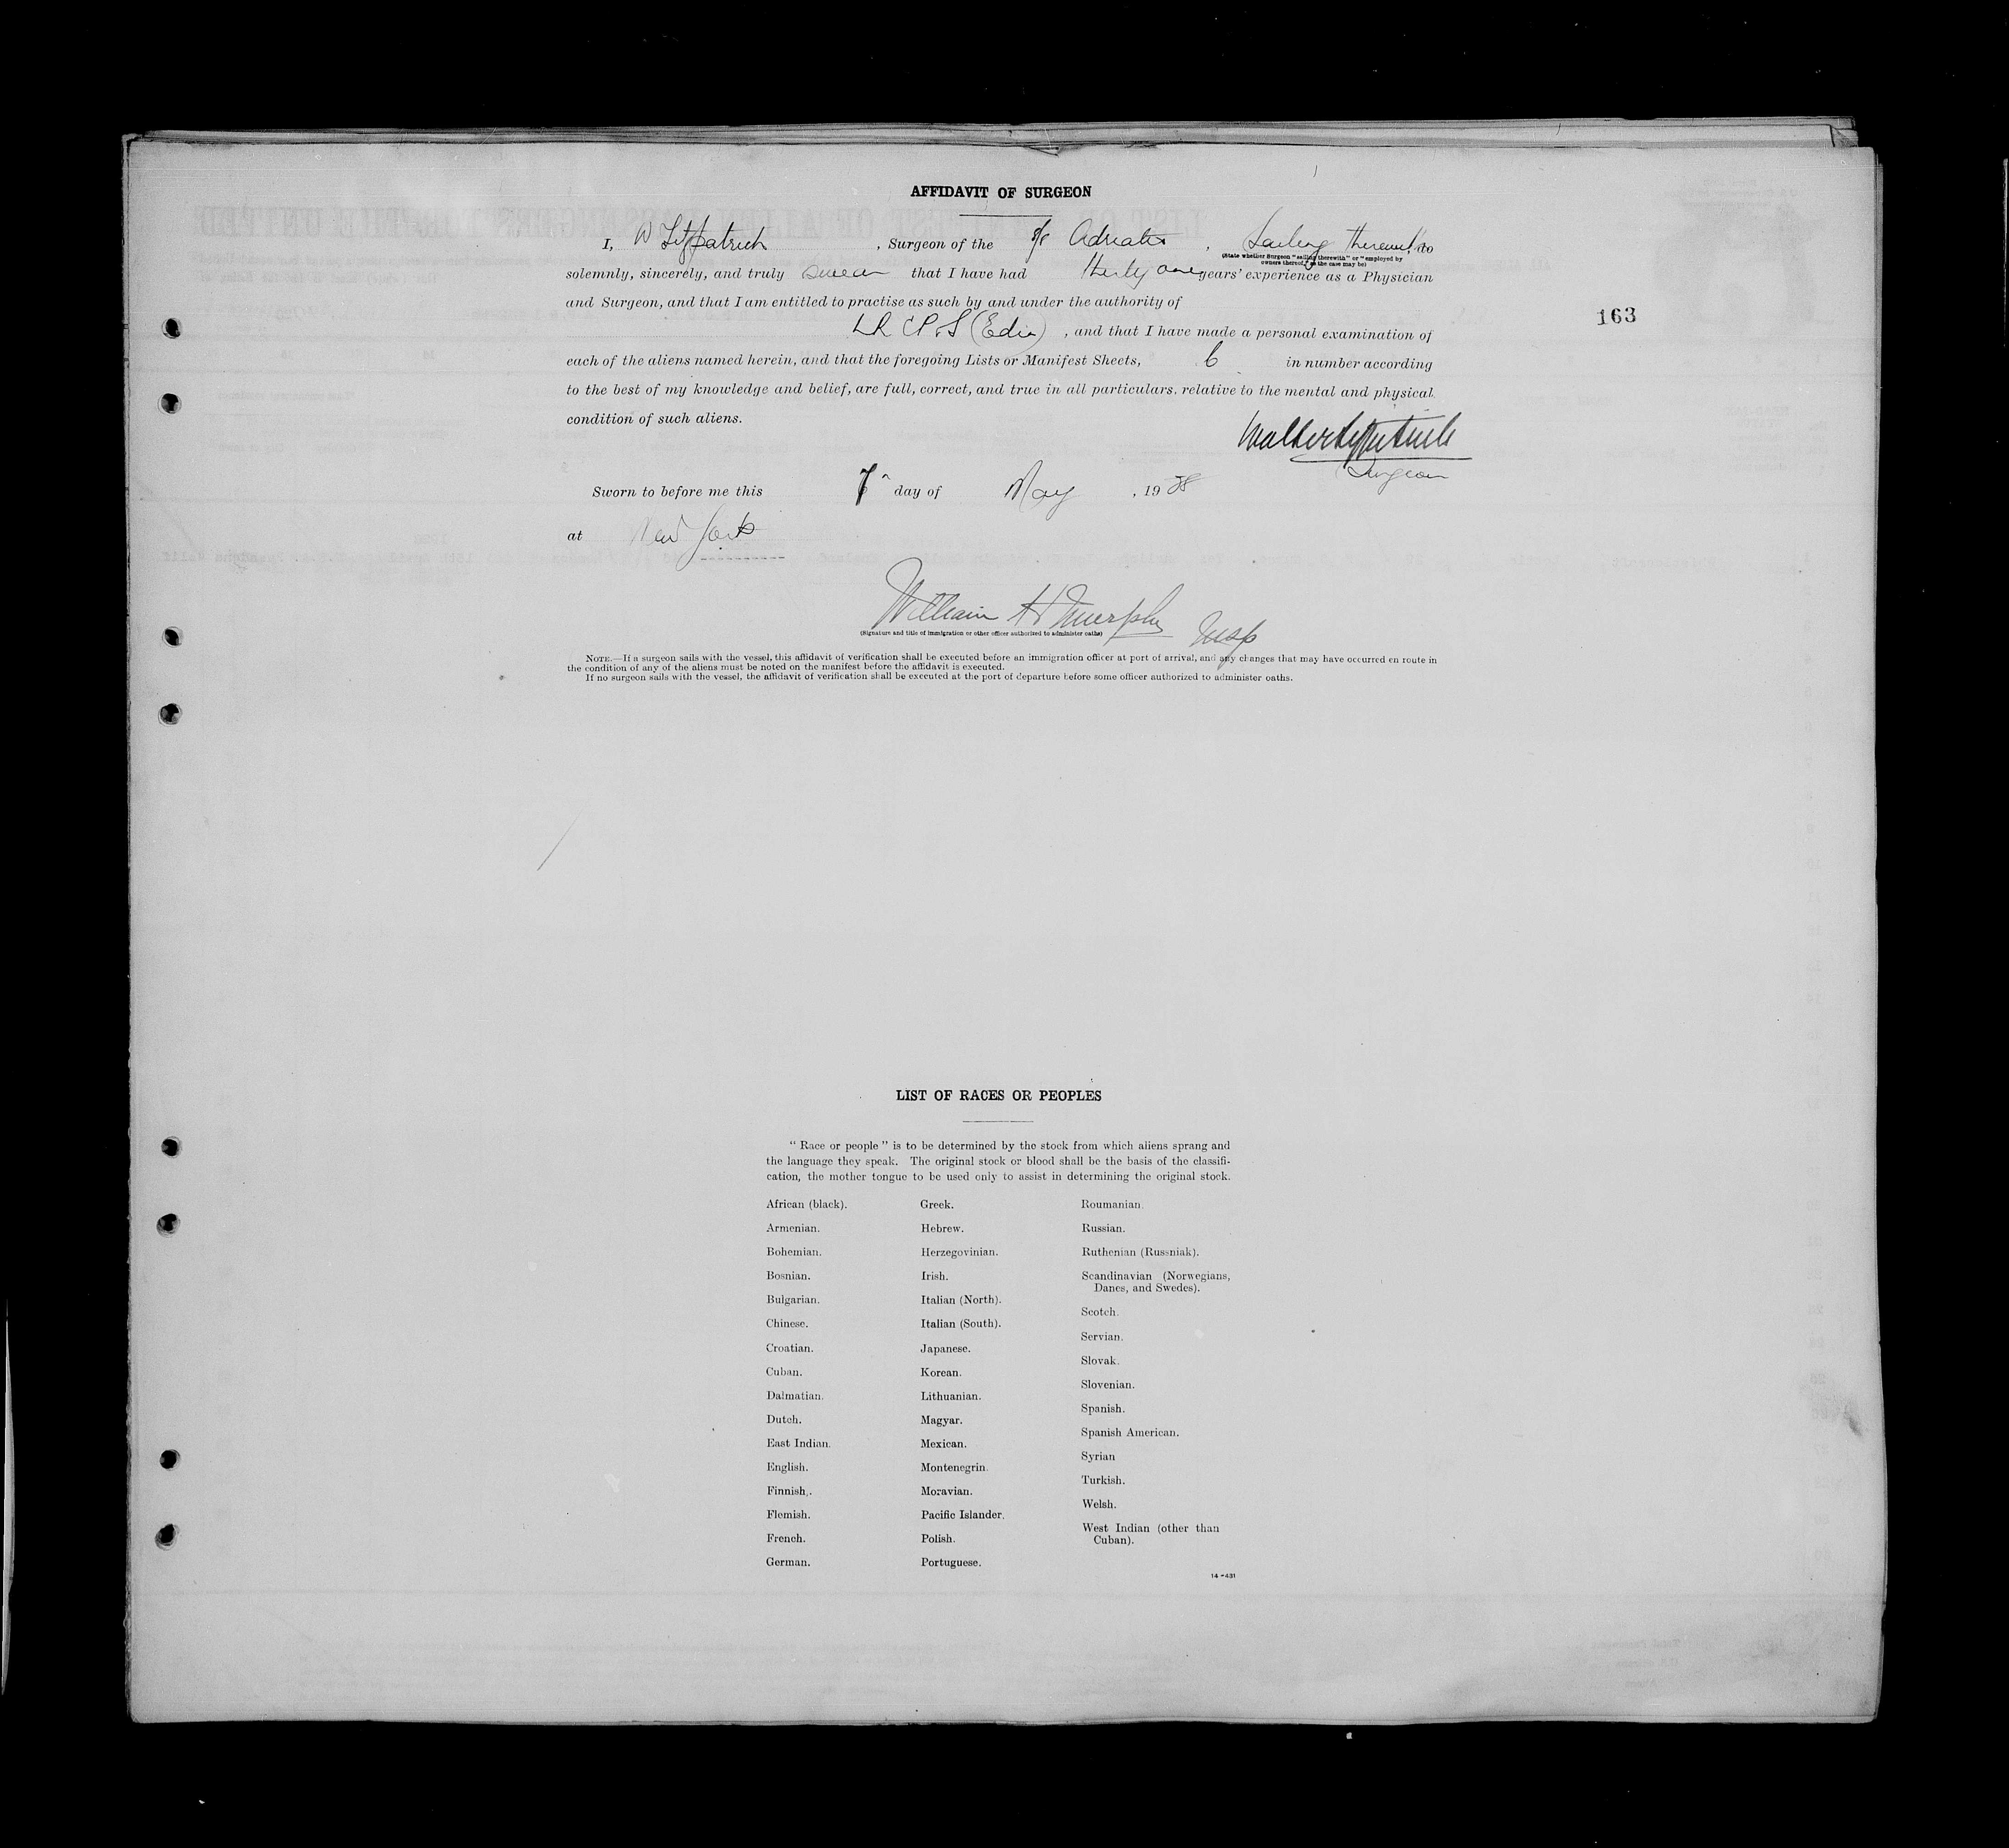 AFFIDAVIT OF SURGEON
I, W Fitzpatrick, Surgeon of the s/s Adriatic, Sailing therewith, do
(State whether Surgeon "sailing therewith" or "employed by
owners thereof," as the case may be)
solemnly, sincerely, and truly swear that I have had thirty one years' experience as a Physician
and Surgeon, and that I am entitled to practise as such by and under the authority of
163
LRCP&S (Edin), and that I have made a personal examination of
each of the aliens named herein, and that the foregoing Lists or Manifest Sheets, 6 in number according
to the best of my knowledge and belief, are full, correct, and true in all particulars, relative to the mental and physical
condition of such aliens.
Walter Fitzpatrick
Surgeon
Sworn to before me this 7 day of May, 19
at New York
William H Murphy Insp
(Signature and title of immigration or other officer authorized to administer oaths)
NOTE.—If a surgeon sails with the vessel, this affidavit of verification shall be executed before an immigration officer at port of arrival, and any changes that may have occurred en route in
the condition of any of the aliens must be noted on the manifest before the affidavit is executed.
If no surgeon sails with the vessel, the affidavit of verification shall be executed at the port of departure before some officer authorized to administer oaths.
LIST OF RACES OR PEOPLES
"Race or people" is to be determined by the stock from which aliens sprang and
the language they speak. The original stock or blood shall be the basis of the classifi-
cation, the mother tongue to be used only to assist in determining the original stock.
African (black).
Armenian.
Bohemian.
Bosnian.
Bulgarian.
Chinese.
Croatian.
Cuban.
Dalmatian.
Dutch.
East Indian.
English.
Finnish.
Flemish.
French.
German.
Greek.
Hebrew.
Herzegovinian.
Irish.
Italian (North).
Italian (South).
Japanese.
Korean.
Lithuanian.
Magyar.
Mexican.
Montenegrin.
Moravian.
Pacific Islander.
Polish.
Portuguese.
Roumanian.
Russian.
Ruthenian (Russniak).
Scandinavian (Norwegians,
Danes, and Swedes).
Scotch.
Servian.
Slovak.
Slovenian.
Spanish.
Spanish American.
Syrian
Turkish.
Welsh.
West Indian (other than
Cuban).
14-431